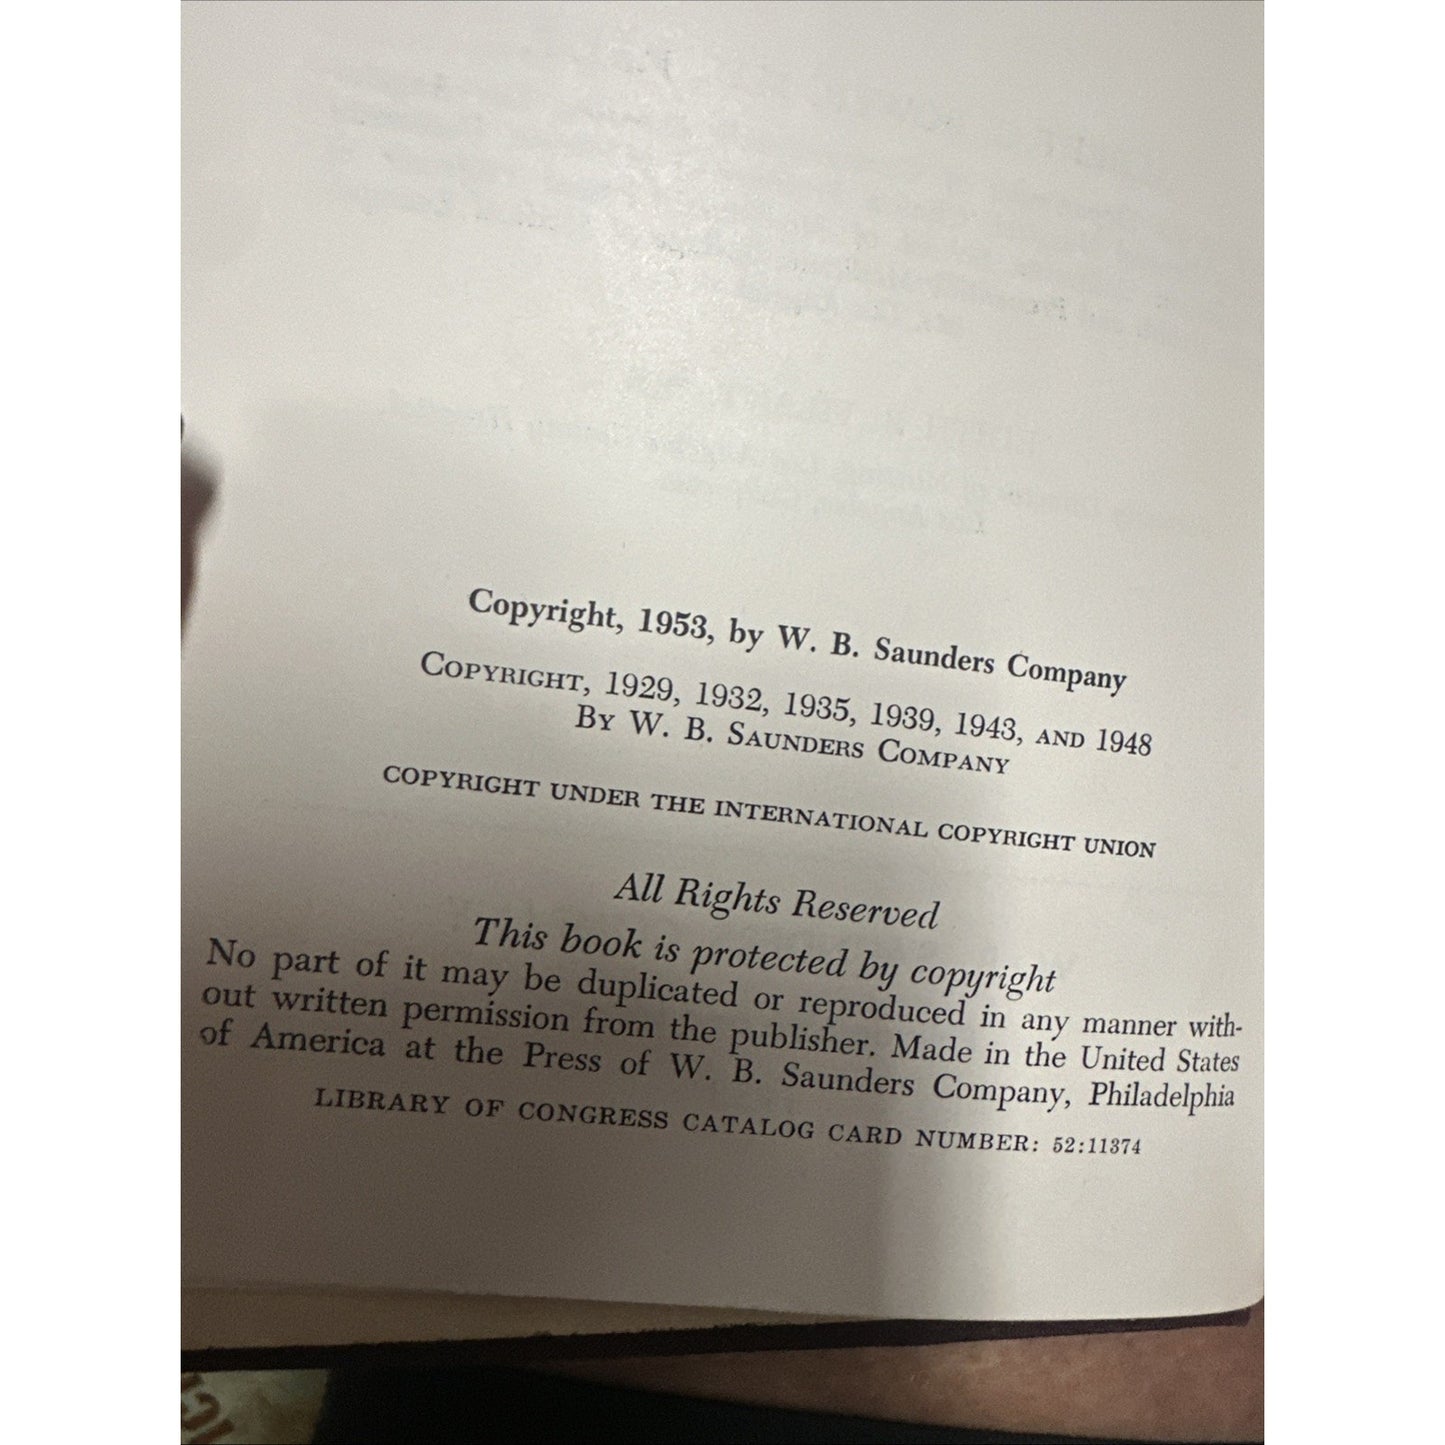 Copyright, 1953, by W. B. Saunders Company
Copyright, 1929, 1932, 1935, 1939, 1943, and 1948
By W. B. Saunders Company
COPYRIGHT UNDER THE INTERNATIONAL COPYRIGHT UNION
All Rights Reserved
This book is protected by copyright
No part of it may be duplicated or reproduced in any manner with-
out written permission from the publisher. Made in the United States
of America at the Press of W. B. Saunders Company, Philadelphia
LIBRARY OF CONGRESS CATALOG CARD NUMBER: 52:11374